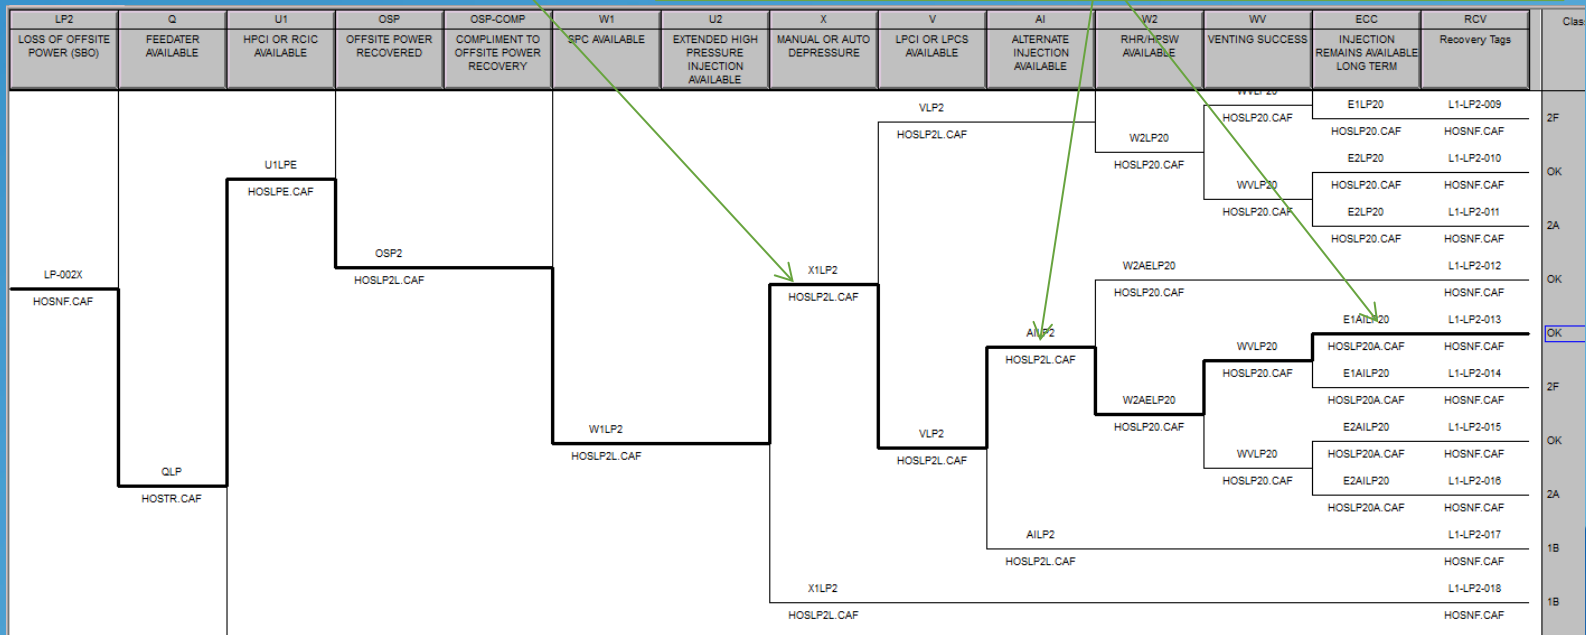 LP2 Q U1 OSP OSP-COMP W1 U2 X V AI W2 WV ECC RCV
LOSS OF OFFSITE POWER (SBO)
FEEDATER AVAILABLE
HPCI OR RCIC AVAILABLE
OFFSITE POWER RECOVERED
COMPLIMENT TO OFFSITE POWER RECOVERY
SPC AVAILABLE
EXTENDED HIGH PRESSURE INJECTION AVAILABLE
MANUAL OR AUTO DEPRESSURE
LPCI OR LPCS AVAILABLE
ALTERNATE INJECTION AVAILABLE
RHR/HPSW AVAILABLE
VENTING SUCCESS
INJECTION REMAINS AVAILABLE LONG TERM
Recovery Tags
Clas
WVLP20
E1LP20 L1-LP2-009
VLP2
HOSLP20.CAF 2F
HOSLP20.CAF HOSNF.CAF
HOSLP2L.CAF
W2LP20
E2LP20 L1-LP2-010
U1LPE
HOSLP20.CAF
OK
HOSLPE.CAF
WVLP20
HOSLP20.CAF HOSNF.CAF
HOSLP20.CAF
E2LP20 L1-LP2-011
2A
HOSLP20.CAF HOSNF.CAF
OSP2
HOSLP2L.CAF
X1LP2
W2AELP20
L1-LP2-012
LP-002X
OK
HOSNF.CAF
HOSLP2L.CAF
HOSLP20.CAF
HOSNF.CAF
E1AILP20 L1-LP2-013
AILP2
OK
WVLP20
HOSLP20A.CAF HOSNF.CAF
HOSLP2L.CAF
HOSLP20.CAF
E1AILP20 L1-LP2-014
2F
W2AELP20
HOSLP20A.CAF HOSNF.CAF
HOSLP20.CAF
W1LP2
VLP2
E2AILP20 L1-LP2-015
OK
HOSLP2L.CAF
HOSLP2L.CAF
WVLP20
HOSLP20A.CAF HOSNF.CAF
QLP
HOSLP20.CAF
E2AILP20 L1-LP2-016
HOSTR.CAF
2A
HOSLP20A.CAF HOSNF.CAF
AILP2
L1-LP2-017
1B
HOSLP2L.CAF
HOSNF.CAF
X1LP2
L1-LP2-018
1B
HOSLP2L.CAF
HOSNF.CAF